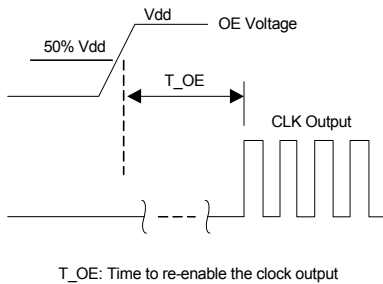 Vdd
OE Voltage
50% Vdd
T_OE
CLK Output
T_OE: Time to re-enable the clock output